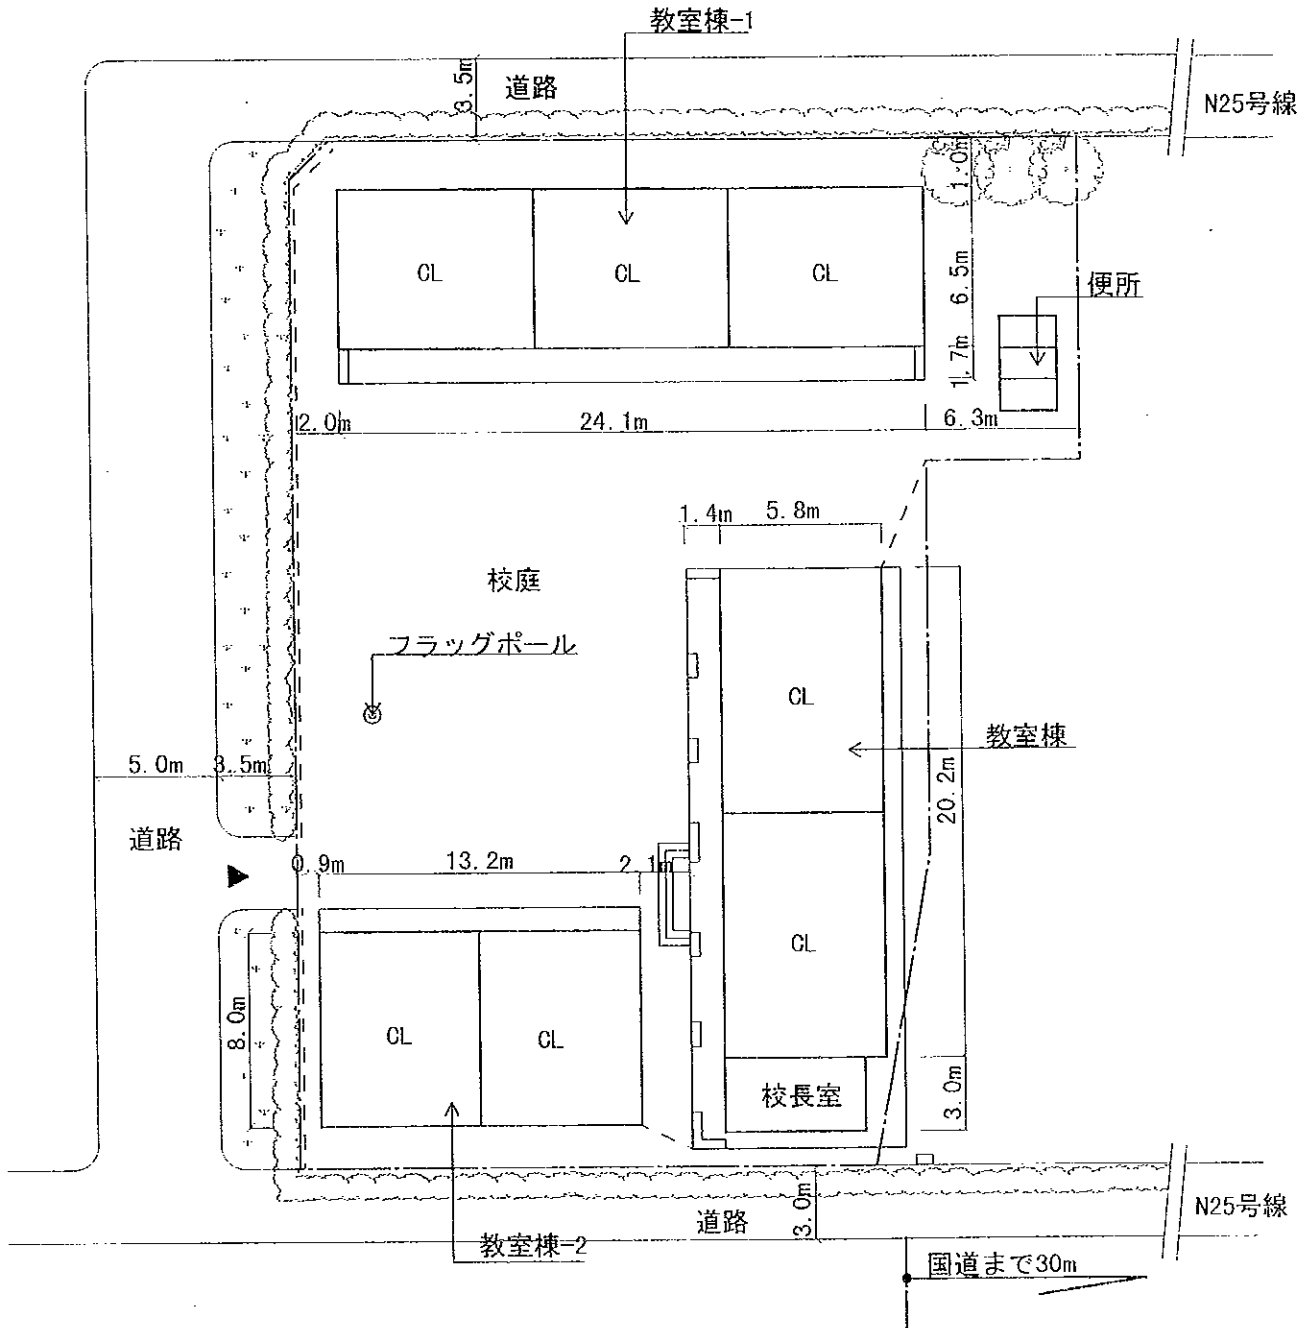 教室棟-1
3.5m
道路
N25号線
1.0m
CL
CL
CL
6.5m
便所
1.7m
2.0m
24.1m
6.3m
1.4m
5.8m
校庭
フラッグポール
CL
教室棟
5.0m
3.5m
20.2m
道路
0.9m
13.2m
2.1m
CL
8.0m
CL
CL
校長室
3.0m
3.0m
道路
N25号線
教室棟-2
国道まで30m